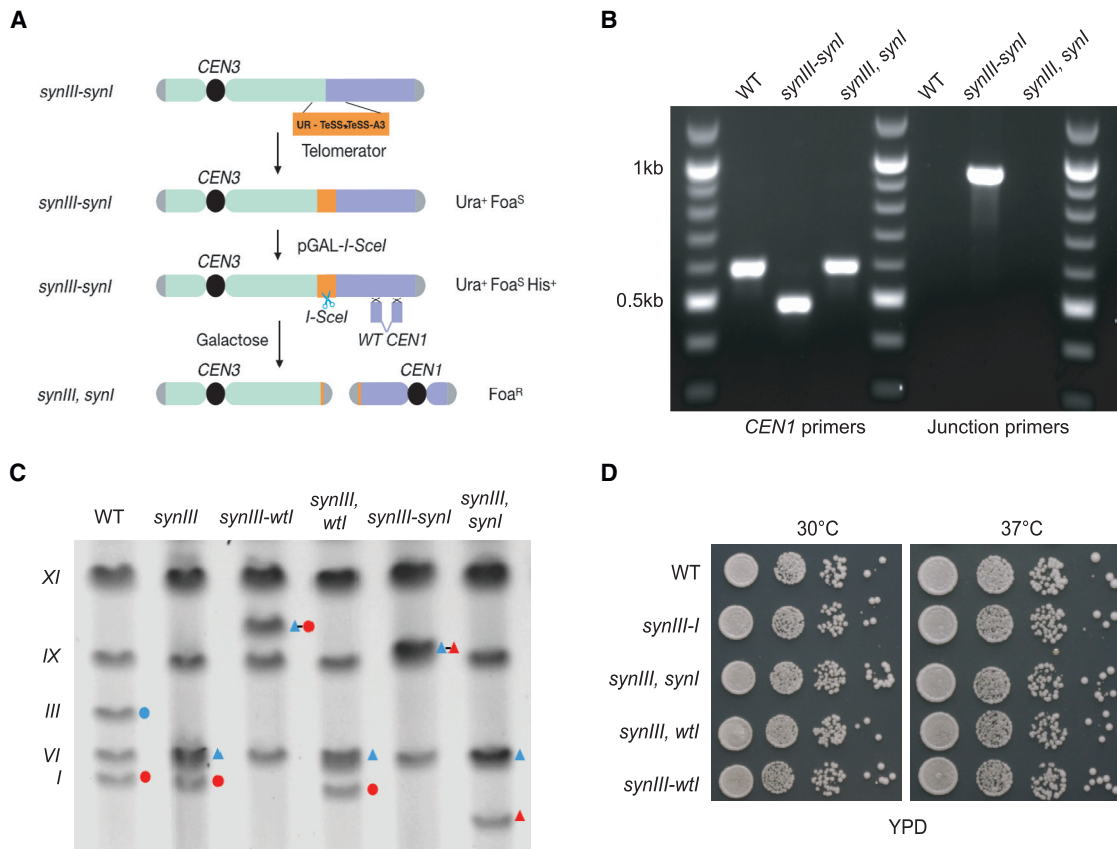 A
CEN3
synIII-synI
UR - TeSS★TeSS-A3
Telomerator
CEN3
synIII-synI
Ura⁺ Foaˢ
pGAL-I-SceI
CEN3
synIII-synI
Ura⁺ Foaˢ His⁺
I-SceI
WT CEN1
Galactose
CEN3
CEN1
synIII, synI
Foaᴿ
B
WT
synIII-synI
synIII, synI
WT
synIII-synI
synIII, synI
1kb
0.5kb
CEN1 primers
Junction primers
C
WT
synIII
synIII-wtI
synIII, wtI
synIII-synI
synIII, synI
XI
IX
III
VI
I
D
30°C
37°C
WT
synIII-I
synIII, synI
synIII, wtI
synIII-wtI
YPD